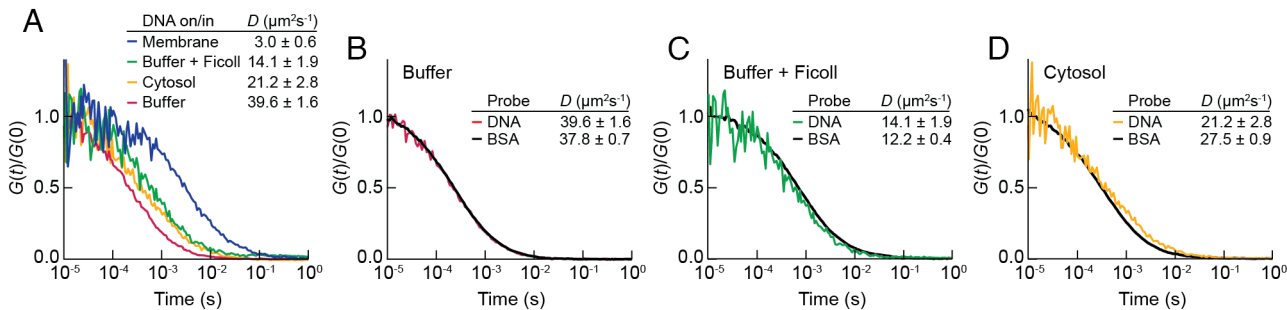 A
DNA on/in D (μm²s⁻¹)
Membrane 3.0 ± 0.6
Buffer + Ficoll 14.1 ± 1.9
Cytosol 21.2 ± 2.8
Buffer 39.6 ± 1.6
G(t)/G(0)
1.0
0.5
0.0
10⁻⁵ 10⁻⁴ 10⁻³ 10⁻² 10⁻¹ 10⁰
Time (s)
B
Buffer
Probe D (μm²s⁻¹)
DNA 39.6 ± 1.6
BSA 37.8 ± 0.7
G(t)/G(0)
1.0
0.5
0.0
10⁻⁵ 10⁻⁴ 10⁻³ 10⁻² 10⁻¹ 10⁰
Time (s)
C
Buffer + Ficoll
Probe D (μm²s⁻¹)
DNA 14.1 ± 1.9
BSA 12.2 ± 0.4
G(t)/G(0)
1.0
0.5
0.0
10⁻⁵ 10⁻⁴ 10⁻³ 10⁻² 10⁻¹ 10⁰
Time (s)
D
Cytosol
Probe D (μm²s⁻¹)
DNA 21.2 ± 2.8
BSA 27.5 ± 0.9
G(t)/G(0)
1.0
0.5
0.0
10⁻⁵ 10⁻⁴ 10⁻³ 10⁻² 10⁻¹ 10⁰
Time (s)